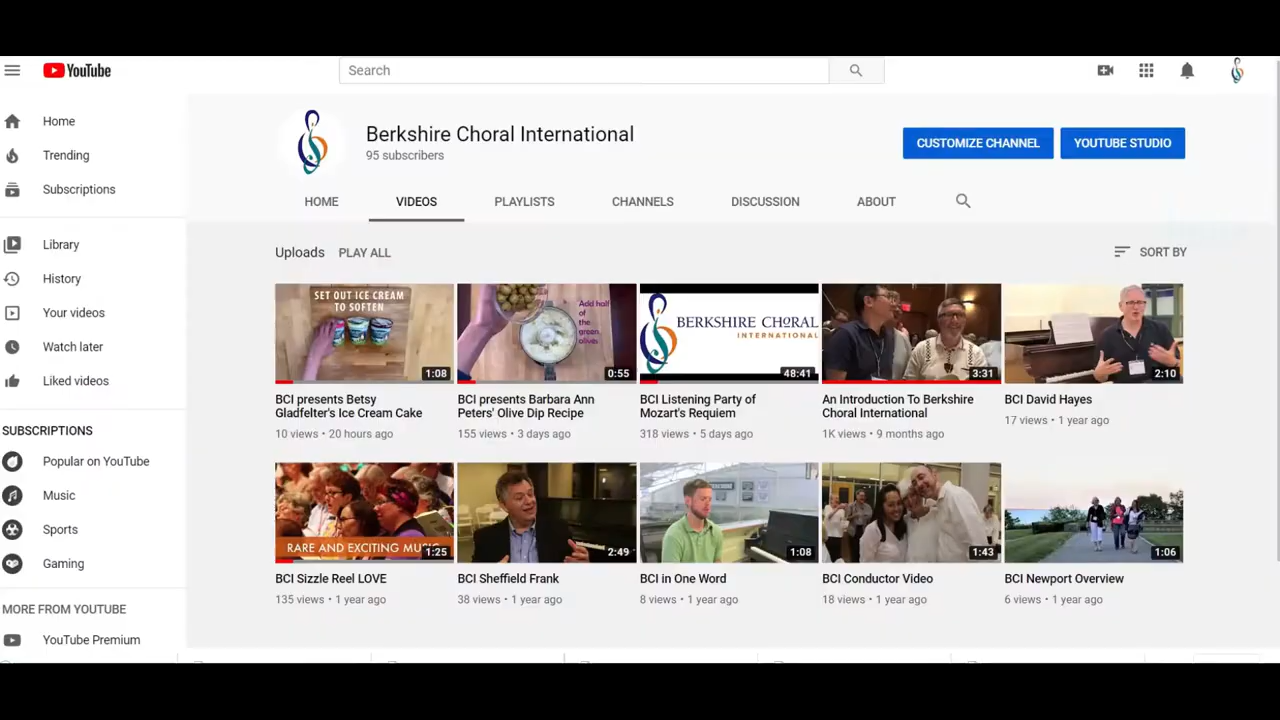 YouTube
Search
Home
Trending
Subscriptions
Library
History
Your videos
Watch later
Liked videos
SUBSCRIPTIONS
Popular on YouTube
Music
Sports
Gaming
MORE FROM YOUTUBE
YouTube Premium
Berkshire Choral International
95 subscribers
CUSTOMIZE CHANNEL
YOUTUBE STUDIO
HOME
VIDEOS
PLAYLISTS
CHANNELS
DISCUSSION
ABOUT
Uploads
PLAY ALL
SORT BY
SET OUT ICE CREAM
TO SOFTEN
1:08
BCI presents Betsy
Gladfelter's Ice Cream Cake
10 views • 20 hours ago
Add half
of
the
green
olives
0:55
BCI presents Barbara Ann
Peters' Olive Dip Recipe
155 views • 3 days ago
BERKSHIRE CHORAL
INTERNATIONAL
48:41
BCI Listening Party of
Mozart's Requiem
318 views • 5 days ago
3:31
An Introduction To Berkshire
Choral International
1K views • 9 months ago
2:10
BCI David Hayes
17 views • 1 year ago
RARE AND EXCITING MUSIC
1:25
BCI Sizzle Reel LOVE
135 views • 1 year ago
2:49
BCI Sheffield Frank
38 views • 1 year ago
1:08
BCI in One Word
8 views • 1 year ago
1:43
BCI Conductor Video
18 views • 1 year ago
1:06
BCI Newport Overview
6 views • 1 year ago